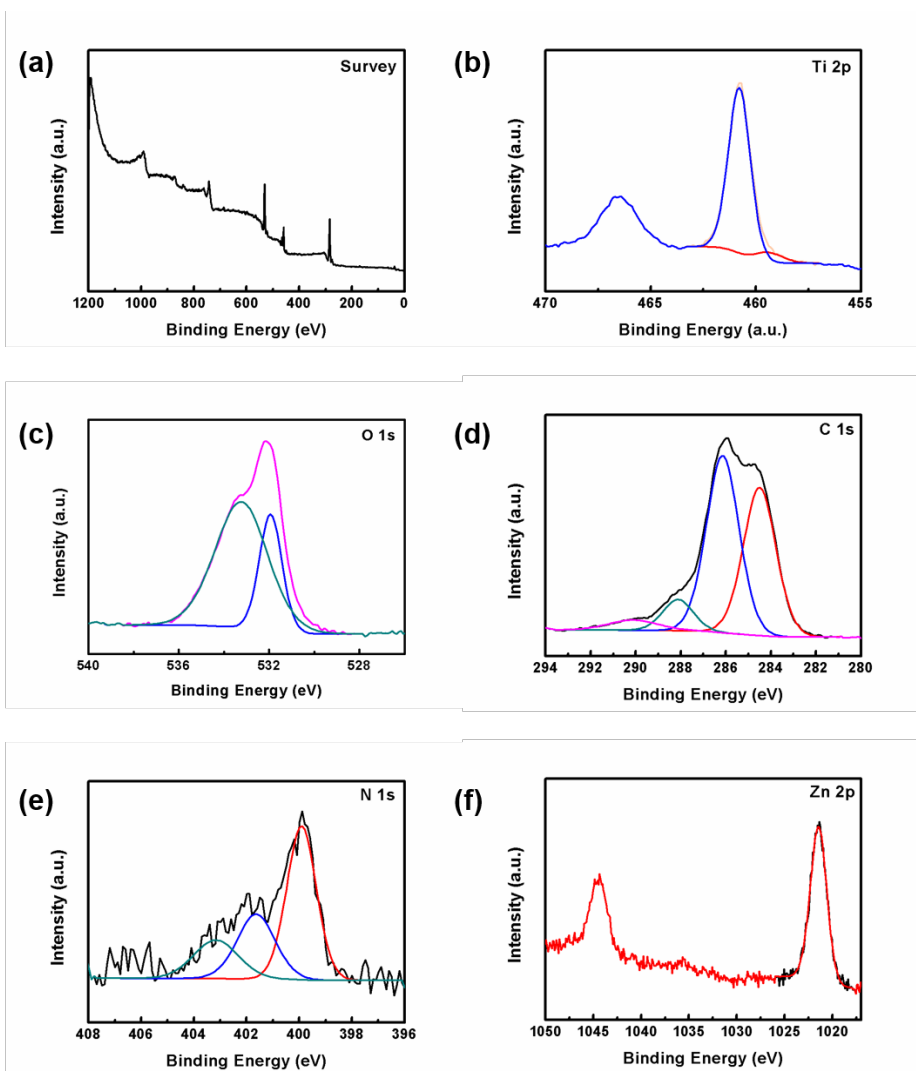 (a)
Survey
Intensity (a.u.)
1200 1000 800 600 400 200 0
Binding Energy (eV)
(b)
Ti 2p
Intensity (a.u.)
470 465 460 455
Binding Energy (a.u.)
(c)
O 1s
Intensity (a.u.)
540 536 532 528
Binding Energy (eV)
(d)
C 1s
Intensity (a.u.)
294 292 290 288 286 284 282 280
Binding Energy (eV)
(e)
N 1s
Intensity (a.u.)
408 406 404 402 400 398 396
Binding Energy (eV)
(f)
Zn 2p
Intensity (a.u.)
1050 1045 1040 1035 1030 1025 1020
Binding Energy (eV)